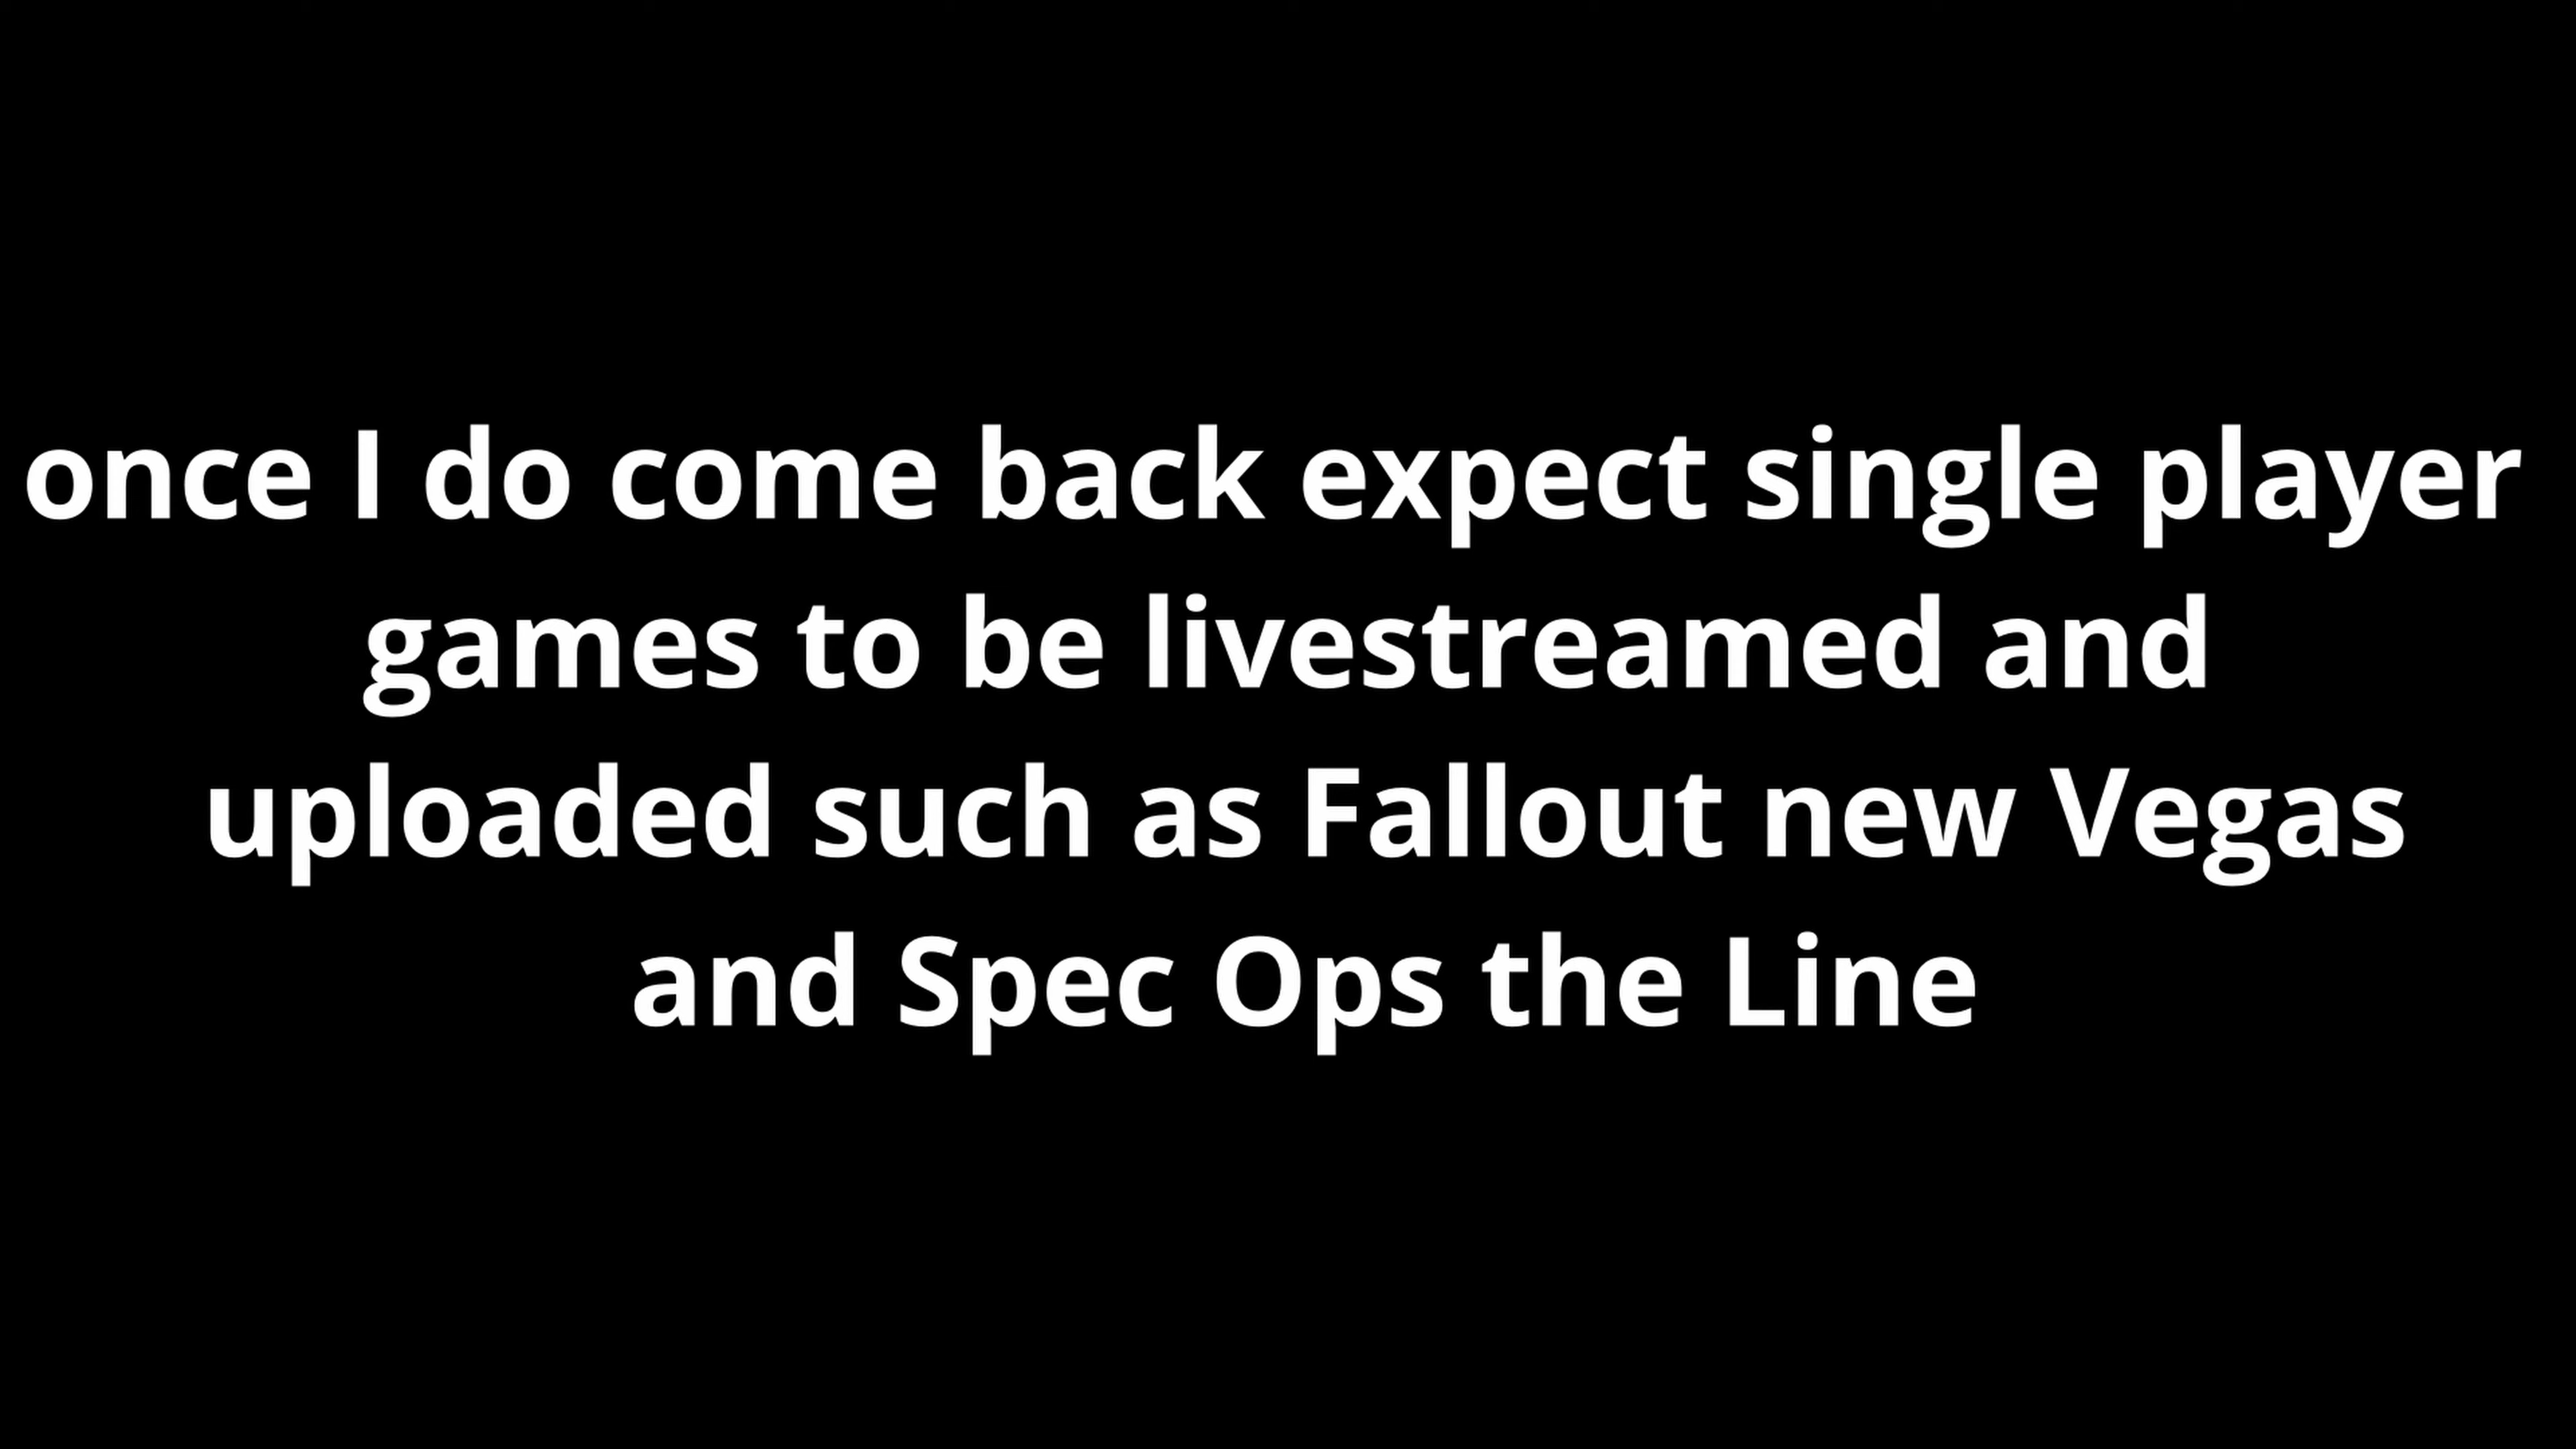 once I do come back expect single player
games to be livestreamed and
uploaded such as Fallout new Vegas
and Spec Ops the Line